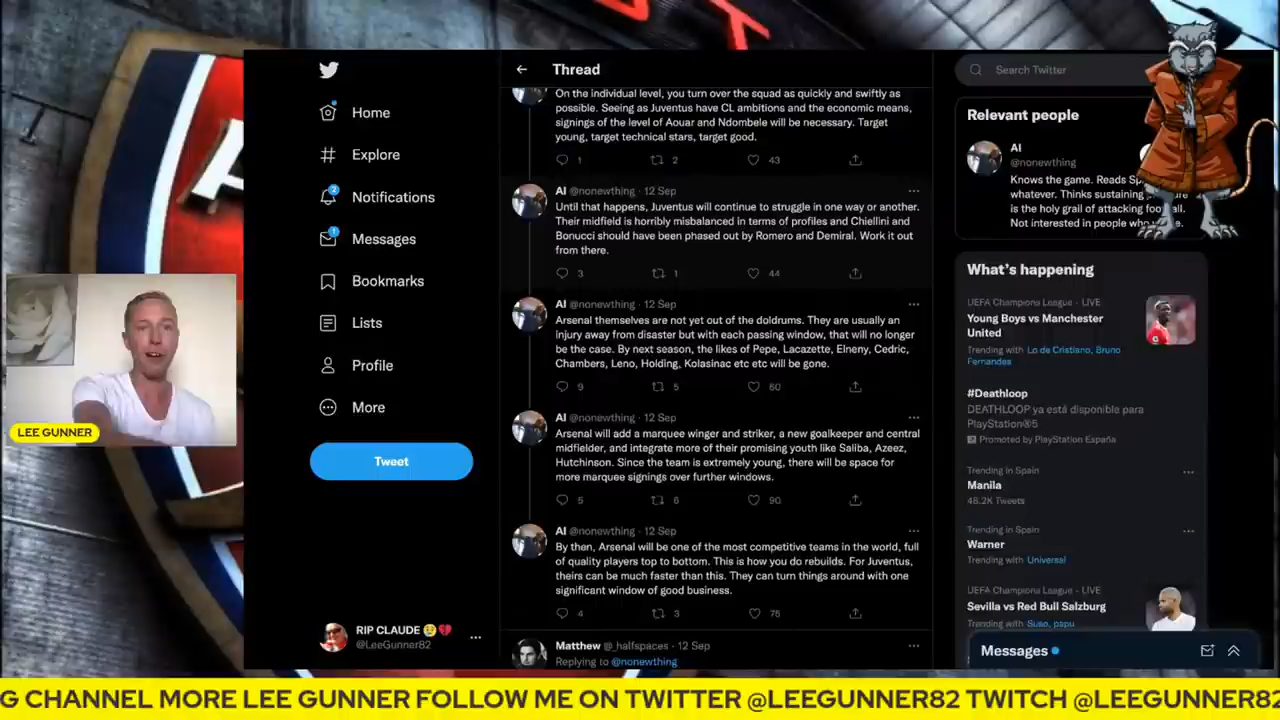 Home
Explore
2
Notifications
1
Messages
Bookmarks
Lists
Profile
More
Tweet
RIP CLAUDE 😢💔
@LeeGunner82
LEE GUNNER
Thread
On the individual level, you turn over the squad as quickly and swiftly as
possible. Seeing as Juventus have CL ambitions and the economic means,
signings of the level of Aouar and Ndombele will be necessary. Target
young, target technical stars, target good.
1 2 43
AI @nonewthing · 12 Sep
Until that happens, Juventus will continue to struggle in one way or another.
Their midfield is horribly misbalanced in terms of profiles and Chiellini and
Bonucci should have been phased out by Romero and Demiral. Work it out
from there.
3 1 44
AI @nonewthing · 12 Sep
Arsenal themselves are not yet out of the doldrums. They are usually an
injury away from disaster but with each passing window, that will no longer
be the case. By next season, the likes of Pepe, Lacazette, Elneny, Cedric,
Chambers, Leno, Holding, Kolasinac etc etc will be gone.
9 5 60
AI @nonewthing · 12 Sep
Arsenal will add a marquee winger and striker, a new goalkeeper and central
midfielder, and integrate more of their promising youth like Saliba, Azeez,
Hutchinson. Since the team is extremely young, there will be space for
more marquee signings over further windows.
5 6 90
AI @nonewthing · 12 Sep
By then, Arsenal will be one of the most competitive teams in the world, full
of quality players top to bottom. This is how you do rebuilds. For Juventus,
theirs can be much faster than this. They can turn things around with one
significant window of good business.
4 3 75
Matthew @_halfspaces · 12 Sep
Replying to @nonewthing
Search Twitter
Relevant people
AI
@nonewthing
Knows the game. Reads
whatever. Thinks sustaining
is the holy grail of attacking
Not interested in people
What's happening
UEFA Champions League · LIVE
Young Boys vs Manchester
United
Trending with Lo de Cristiano, Bruno
Fernandes
#Deathloop
DEATHLOOP ya está disponible para
PlayStation®5
Promoted by PlayStation España
Trending in Spain
Manila
48.2K Tweets
Trending in Spain
Warner
Trending with Universal
UEFA Champions League · LIVE
Sevilla vs Red Bull Salzburg
Trending with Suso, papu
Messages
G CHANNEL MORE LEE GUNNER FOLLOW ME ON TWITTER @LEEGUNNER82 TWITCH @LEEGUNNER82